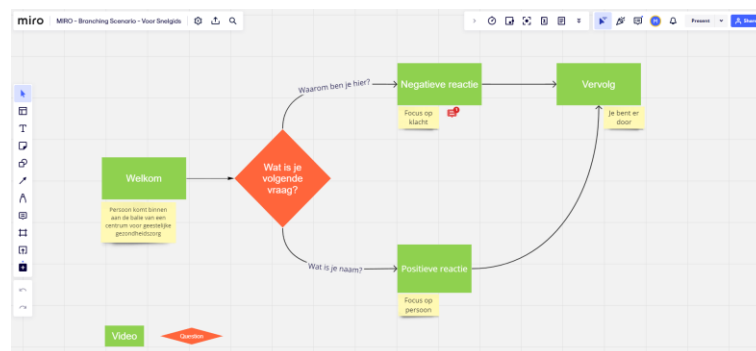 miro
MIRO - Branching Scenario - Voor Snelgids
Present
Share
Waarom ben je hier?
Negatieve reactie
Vervolg
Focus op
klacht
Je bent er
door
Wat is je
volgende
vraag?
Welkom
Persoon komt binnen
aan de balie van een
centrum voor geestelijke
gezondheidszorg
Wat is je naam?
Positieve reactie
Focus op
persoon
Video
Question